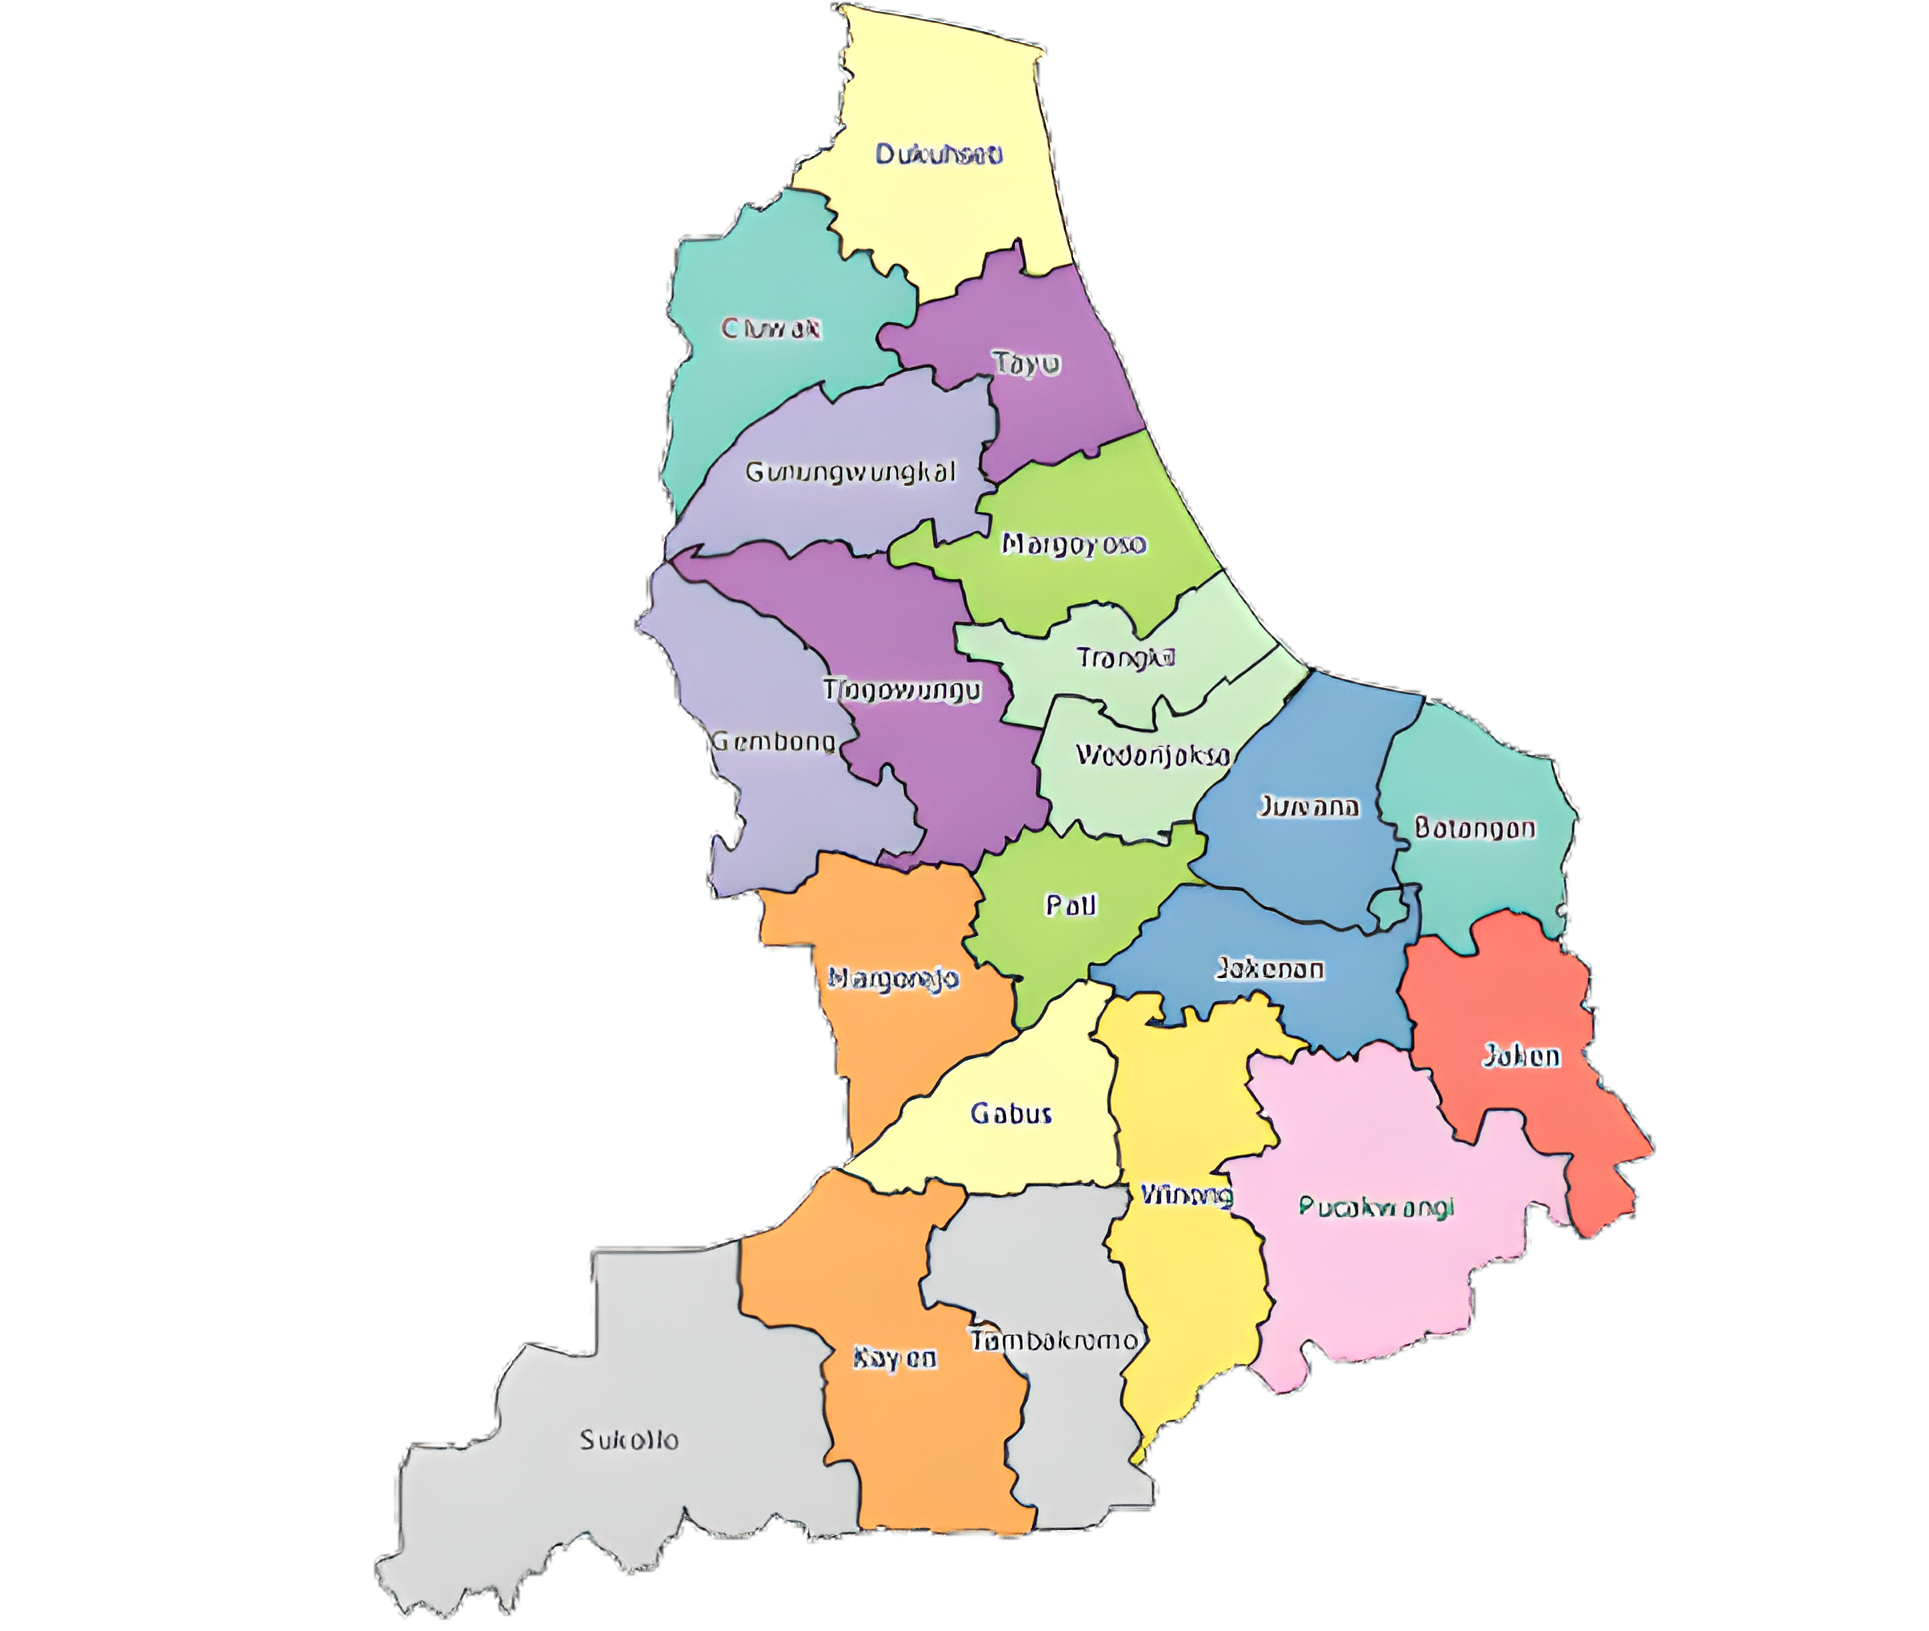 Dukuhseti
Cluwak
Tayu
Gunungwungkal
Margoyoso
Trangkil
Tlogowungu
Gembong
Wedarijaksa
Juwana
Batangan
Pati
Jakenan
Margorejo
Jaken
Gabus
Winong
Pucakwangi
Tambakromo
Kayen
Sukolilo